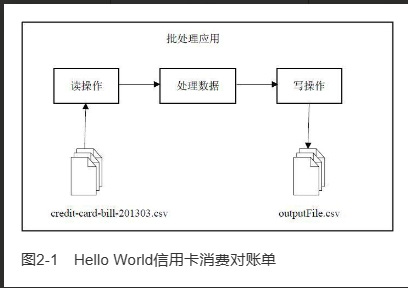 批处理应用
读操作
处理数据
写操作
credit-card-bill-201303.csv
outputFile.csv
图2-1 Hello World信用卡消费对账单